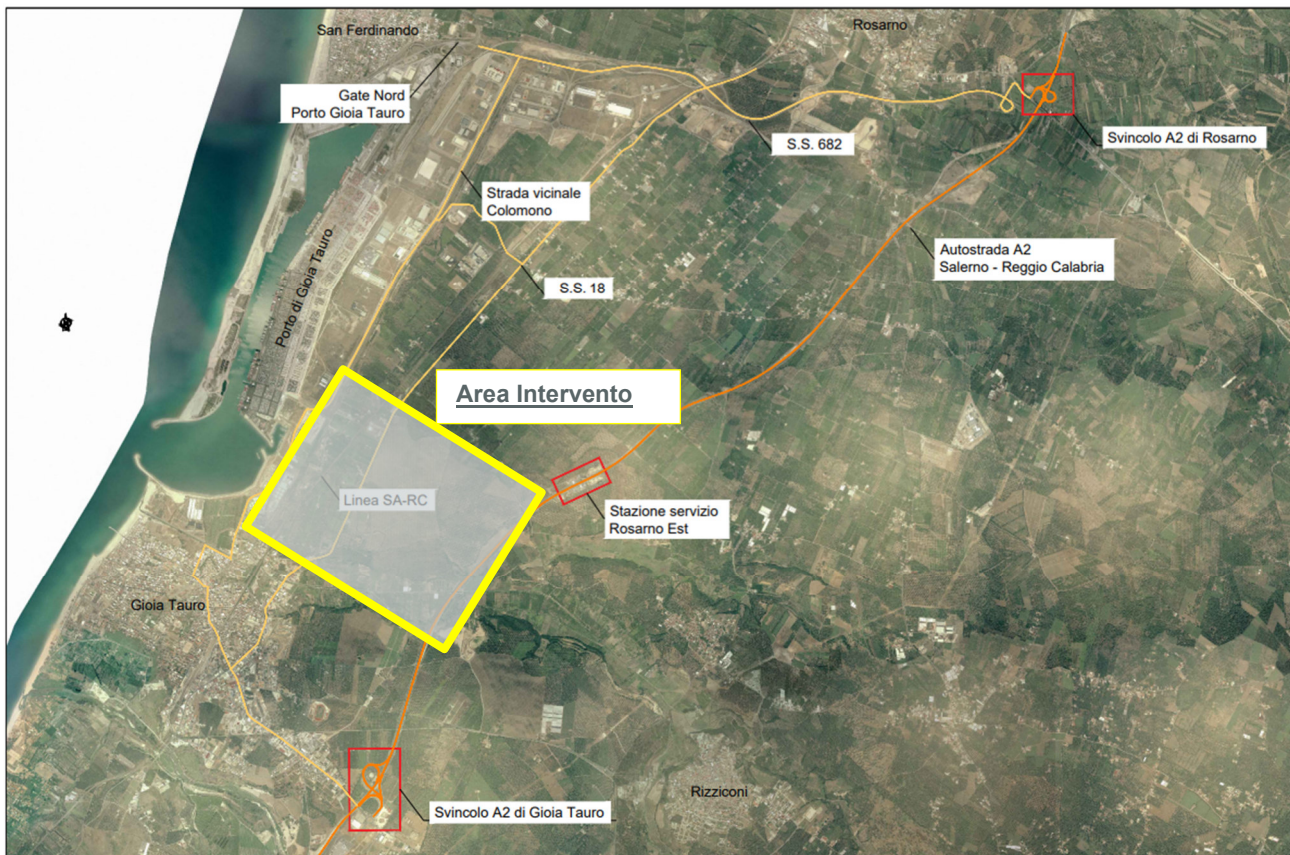 San Ferdinando
Rosarno
Gate Nord
Porto Gioia Tauro
Svincolo A2 di Rosarno
S.S. 682
Strada vicinale
Colomono
Autostrada A2
Salerno - Reggio Calabria
Porto di Gioia Tauro
S.S. 18
Area Intervento
Linea SA-RC
Stazione servizio
Rosarno Est
Gioia Tauro
Rizziconi
Svincolo A2 di Gioia Tauro